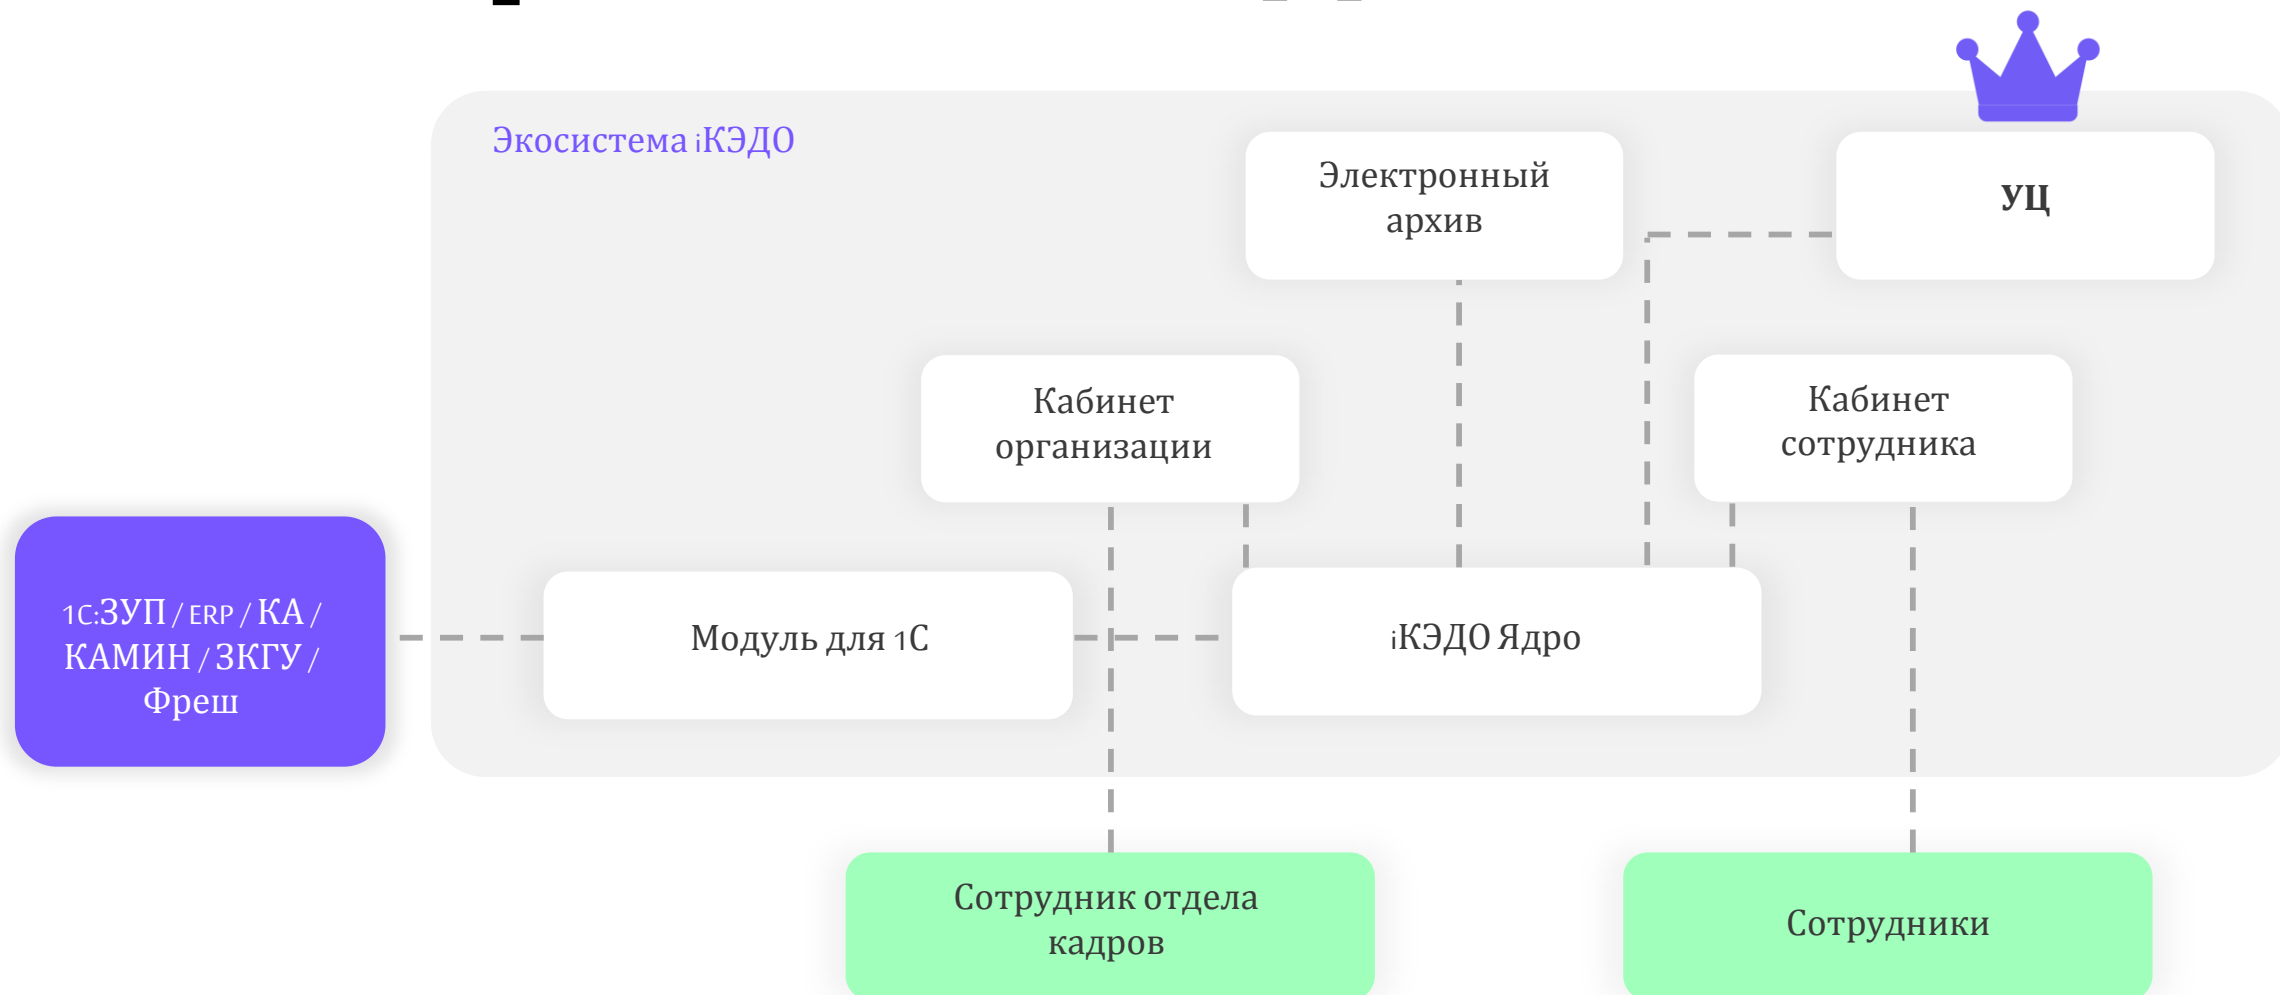 Экосистема iКЭДО
Электронный
архив
УЦ
Кабинет
организации
Кабинет
сотрудника
1С:ЗУП / ERP / КА /
КАМИН / ЗКГУ /
Фреш
Модуль для 1С
iКЭДО Ядро
Сотрудник отдела
кадров
Сотрудники